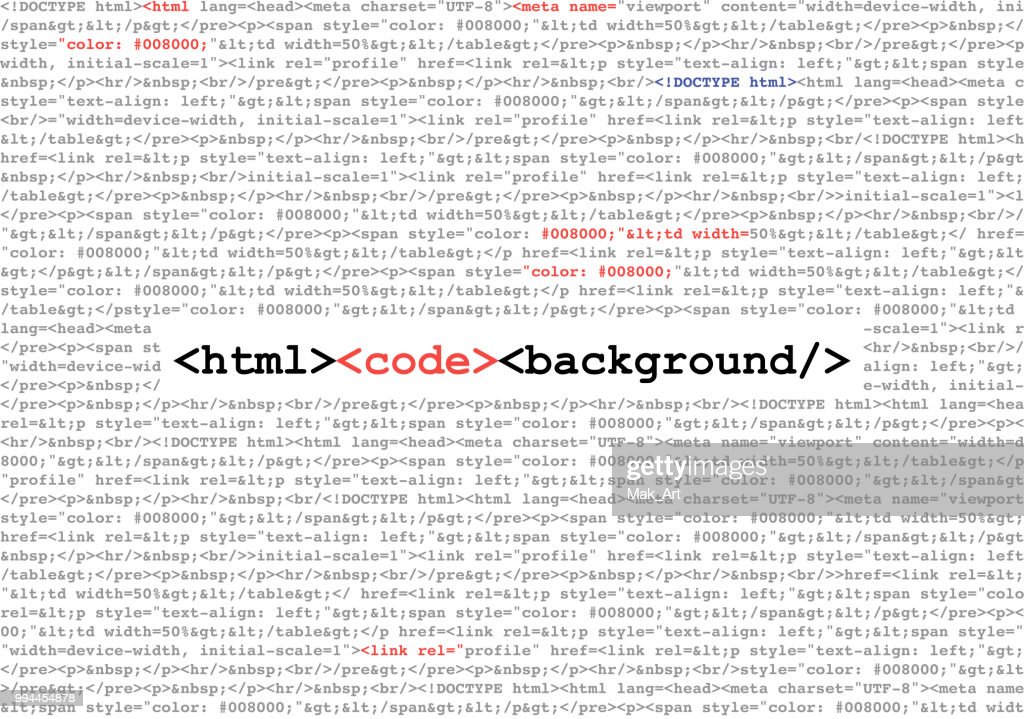 <!DOCTYPE html><html lang=<head><meta charset="UTF-8"><meta name="viewport" content="width=device-width, ini
/span&gt;&lt;/p&gt;</pre><p><span style="color: #008000;"&lt;td width=50%&gt;&lt;/table&gt;</pre><p>&nbsp;
style="color: #008000;"&lt;td width=50%&gt;&lt;/table&gt;</pre><p>&nbsp;</p><hr/>&nbsp;<br/>/pre&gt;</pre><p
width, initial-scale=1"><link rel="profile" href=<link rel=&lt;p style="text-align: left;"&gt;&lt;span style
&nbsp;</p><hr/>&nbsp;<br/>/pre&gt;</pre><p>&nbsp;</p><hr/>&nbsp;<br/><!DOCTYPE html><html lang=<head><meta c
style="text-align: left;"&gt;&lt;span style="color: #008000;"&gt;&lt;/span&gt;&lt;/p&gt;</pre><p><span style
<br/>="width=device-width, initial-scale=1"><link rel="profile" href=<link rel=&lt;p style="text-align: left
&lt;/table&gt;</pre><p>&nbsp;</p><hr/>&nbsp;<br/>/pre&gt;</pre><p>&nbsp;</p><hr/>&nbsp;<br/<!DOCTYPE html><h
href=<link rel=&lt;p style="text-align: left;"&gt;&lt;span style="color: #008000;"&gt;&lt;/span&gt;&lt;/p&gt
&nbsp;</p><hr/>&nbsp;<br/>initial-scale=1"><link rel="profile" href=<link rel=&lt;p style="text-align: left;
/table&gt;</pre><p>&nbsp;</p><hr/>&nbsp;<br/>/pre&gt;</pre><p>&nbsp;</p><hr/>&nbsp;<br/>>initial-scale=1"><l
</pre><p><span style="color: #008000;"&lt;td width=50%&gt;&lt;/table&gt;</pre><p>&nbsp;</p><hr/>&nbsp;<br/>/
"&gt;&lt;/span&gt;&lt;/p&gt;</pre><p><span style="color: #008000;"&lt;td width=50%&gt;&lt;/table&gt;</ href=
"color: #008000;"&lt;td width=50%&gt;&lt;/table&gt;</p href=<link rel=&lt;p style="text-align: left;"&gt;&lt
&gt;</p&gt;&lt;/span&gt;&lt;/p&gt;</pre><p><span style="color: #008000;"&lt;td width=50%&gt;&lt;/table&gt;</
style="color: #008000;"&lt;td width=50%&gt;&lt;/table&gt;</p href=<link rel=&lt;p style="text-align: left;"&
/table&gt;</p&gt;/pstyle="color: #008000;"&gt;&lt;/span&gt;&lt;/p&gt;</pre><p><span style="color: #008000;"&
lang=<head><meta -scale=1"><link r
</pre><p><span st <hr/>&nbsp;<br/>/
<html><code><background/>
"width=device-wid align: left;"&gt;
</pre><p>&nbsp;</ e-width, initial-
</p><hr/>&nbsp;<br/>/pre&gt;</pre><p>&nbsp;</p><hr/>&nbsp;<br/><!DOCTYPE html><html lang=<hea
rel=&lt;p style="text-align: left;"&gt;&lt;span style="color: #008000;"&gt;&lt;/span&gt;&lt;/p&gt;</pre><p><
<hr/>&nbsp;<br/><!DOCTYPE html><html lang=<head><meta charset="UTF-8"><meta name="viewport" content="width=d
8000;"&gt;&lt;/span&gt;&lt;/p&gt;</pre><p><span style="color: #008000;"&lt;td width=50%&gt;&lt;/table&gt;</p
gettyimages
"profile" href=<link rel=&lt;p style="text-align: left;"&gt;&lt;span style="color: #008000;"&gt;&lt;/span&gt
Mak_Art
</p><hr/>&nbsp;<br/<!DOCTYPE html><html lang=<head><meta charset="UTF-8"><meta name="viewport
"&gt;&lt;/span&gt;&lt;/p&gt;</pre><p><span style="color: #008000;"&lt;td width=50%&gt;
href=<link rel=&lt;p style="text-align: left;"&gt;&lt;span style="color: #008000;"&gt;&lt;/span&gt;&lt;/p&gt
&nbsp;</p><hr/>&nbsp;<br/>>initial-scale=1"><link rel="profile" href=<link rel=&lt;p style="text-align: left
/table&gt;</pre><p>&nbsp;</p><hr/>&nbsp;<br/>/pre&gt;</pre><p>&nbsp;</p><hr/>&nbsp;<br/>>href=<link rel=&lt;
"&lt;td width=50%&gt;&lt;/table&gt;</ href=<link rel=&lt;p style="text-align: left;"&gt;&lt;span style="colo
rel=&lt;p style="text-align: left;"&gt;&lt;span style="color: #008000;"&gt;&lt;/span&gt;&lt;/p&gt;</pre><p><
00;"&lt;td width=50%&gt;&lt;/table&gt;</p href=<link rel=&lt;p style="text-align: left;"&gt;&lt;span style="
"width=device-width, initial-scale=1"><link rel="profile" href=<link rel=&lt;p style="text-align: left;"&gt;
</pre><p>&nbsp;</p><hr/>&nbsp;<br/>/pre&gt;</pre><p>&nbsp;</p><hr/>&nbsp;<br/>style="color: #008000;"&gt;&lt
>/pre&gt;</pre><p>&nbsp;</p><hr/>&nbsp;<br/><!DOCTYPE html><html lang=<head><meta charset="UTF-8"><meta name
994454978
&lt;span style="color: #008000;"&gt;&lt;/span&gt;&lt;/p&gt;</pre><p><span style="color: #008000;"&lt;td widt